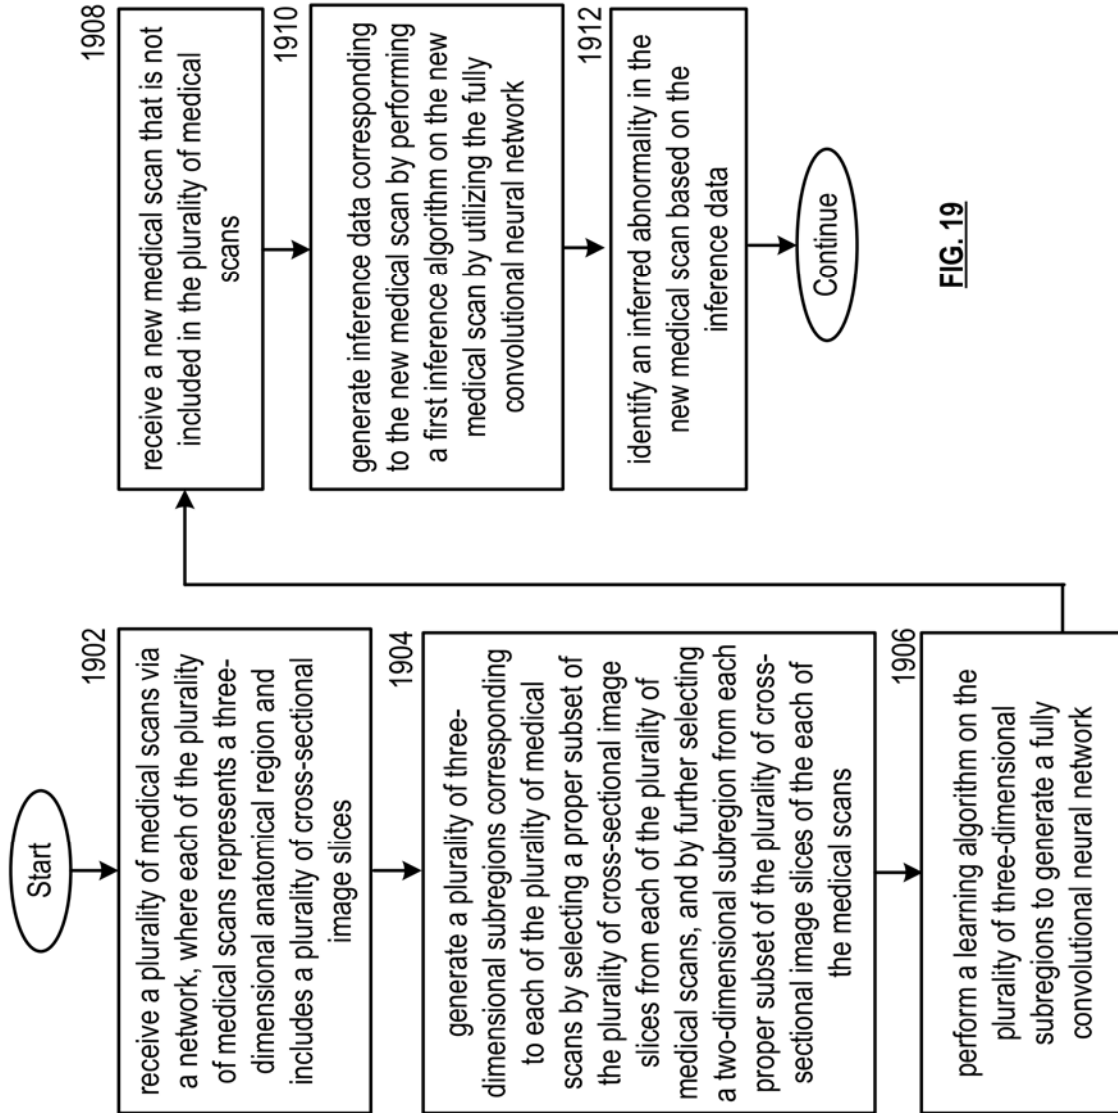 Start
1902
receive a plurality of medical scans via
a network, where each of the plurality
of medical scans represents a three-
dimensional anatomical region and
includes a plurality of cross-sectional
image slices
1904
generate a plurality of three-
dimensional subregions corresponding
to each of the plurality of medical
scans by selecting a proper subset of
the plurality of cross-sectional image
slices from each of the plurality of
medical scans, and by further selecting
a two-dimensional subregion from each
proper subset of the plurality of cross-
sectional image slices of the each of
the medical scans
1906
perform a learning algorithm on the
plurality of three-dimensional
subregions to generate a fully
convolutional neural network
1908
receive a new medical scan that is not
included in the plurality of medical
scans
1910
generate inference data corresponding
to the new medical scan by performing
a first inference algorithm on the new
medical scan by utilizing the fully
convolutional neural network
1912
identify an inferred abnormality in the
new medical scan based on the
inference data
Continue
FIG. 19